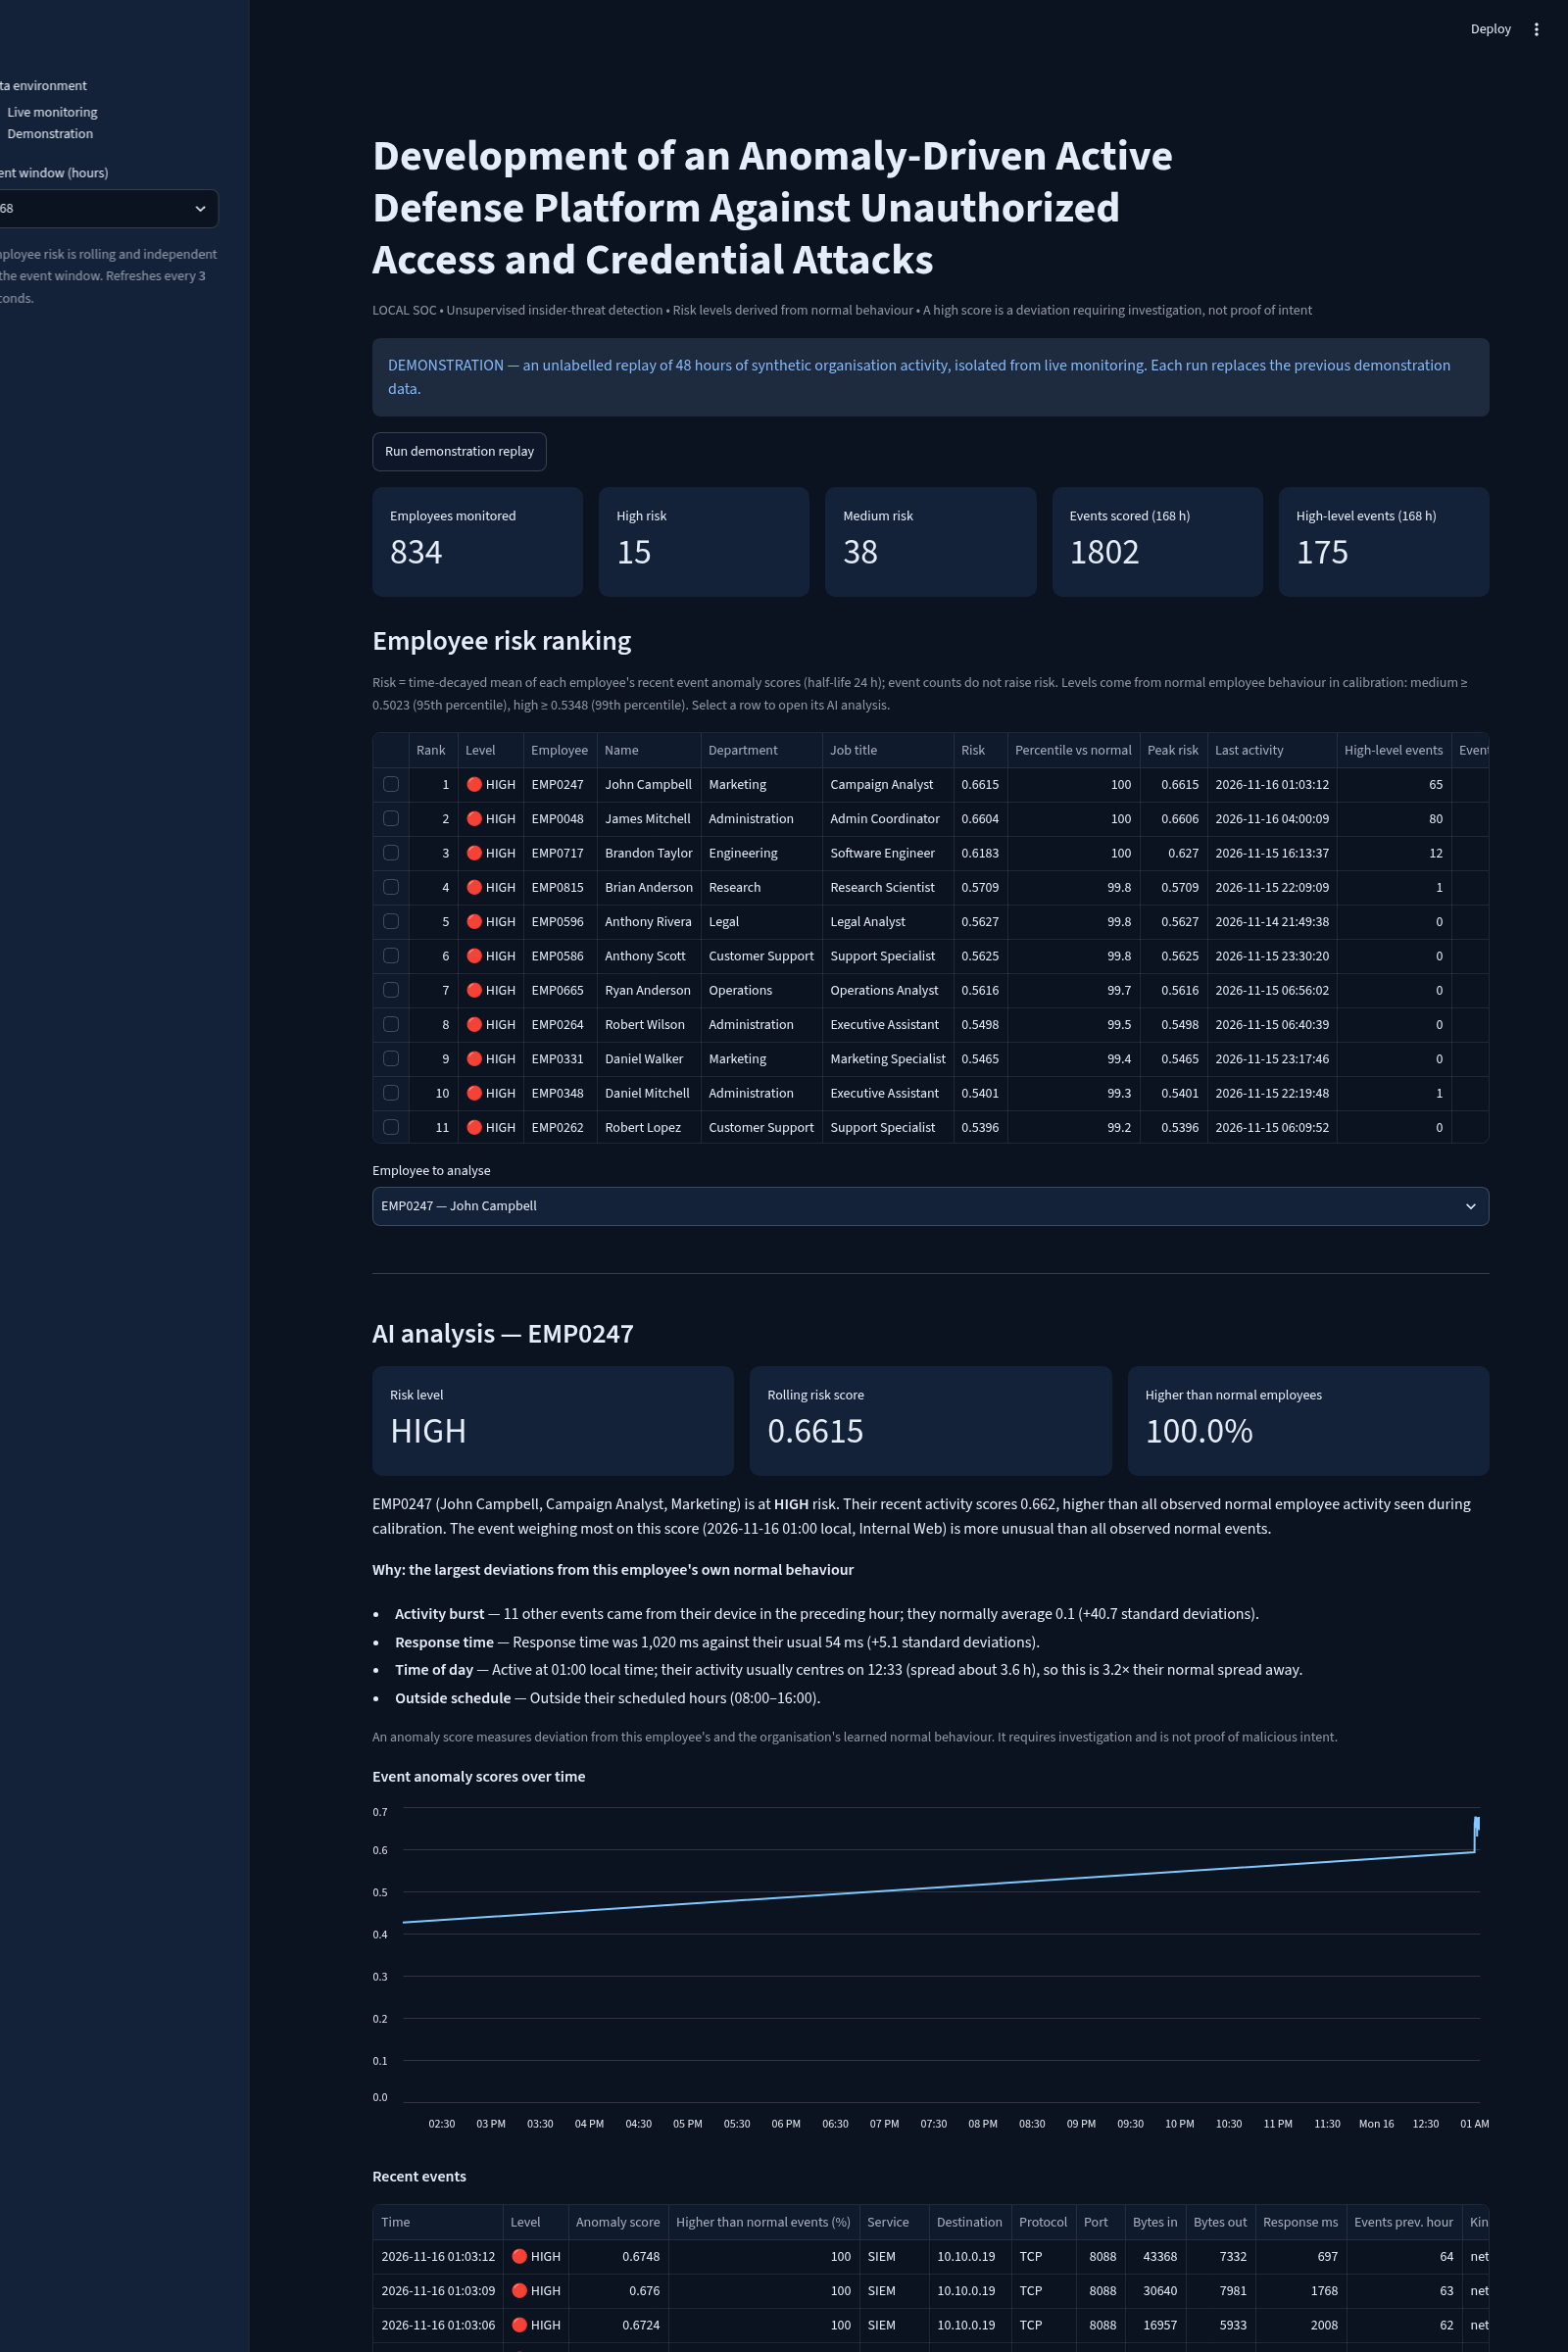 Deploy
ta environment
Live monitoring
Demonstration
ent window (hours)
68
ployee risk is rolling and independent
the event window. Refreshes every 3
conds.
Development of an Anomaly-Driven Active
Defense Platform Against Unauthorized
Access and Credential Attacks
LOCAL SOC • Unsupervised insider-threat detection • Risk levels derived from normal behaviour • A high score is a deviation requiring investigation, not proof of intent
DEMONSTRATION — an unlabelled replay of 48 hours of synthetic organisation activity, isolated from live monitoring. Each run replaces the previous demonstration
data.
Run demonstration replay
Employees monitored High risk Medium risk Events scored (168 h) High-level events (168 h)
834 15 38 1802 175
Employee risk ranking
Risk = time-decayed mean of each employee's recent event anomaly scores (half-life 24 h); event counts do not raise risk. Levels come from normal employee behaviour in calibration: medium ≥
0.5023 (95th percentile), high ≥ 0.5348 (99th percentile). Select a row to open its AI analysis.
Rank Level Employee Name Department Job title Risk Percentile vs normal Peak risk Last activity High-level events Event
1 🔴 HIGH EMP0247 John Campbell Marketing Campaign Analyst 0.6615 100 0.6615 2026-11-16 01:03:12 65
2 🔴 HIGH EMP0048 James Mitchell Administration Admin Coordinator 0.6604 100 0.6606 2026-11-16 04:00:09 80
3 🔴 HIGH EMP0717 Brandon Taylor Engineering Software Engineer 0.6183 100 0.627 2026-11-15 16:13:37 12
4 🔴 HIGH EMP0815 Brian Anderson Research Research Scientist 0.5709 99.8 0.5709 2026-11-15 22:09:09 1
5 🔴 HIGH EMP0596 Anthony Rivera Legal Legal Analyst 0.5627 99.8 0.5627 2026-11-14 21:49:38 0
6 🔴 HIGH EMP0586 Anthony Scott Customer Support Support Specialist 0.5625 99.8 0.5625 2026-11-15 23:30:20 0
7 🔴 HIGH EMP0665 Ryan Anderson Operations Operations Analyst 0.5616 99.7 0.5616 2026-11-15 06:56:02 0
8 🔴 HIGH EMP0264 Robert Wilson Administration Executive Assistant 0.5498 99.5 0.5498 2026-11-15 06:40:39 0
9 🔴 HIGH EMP0331 Daniel Walker Marketing Marketing Specialist 0.5465 99.4 0.5465 2026-11-15 23:17:46 0
10 🔴 HIGH EMP0348 Daniel Mitchell Administration Executive Assistant 0.5401 99.3 0.5401 2026-11-15 22:19:48 1
11 🔴 HIGH EMP0262 Robert Lopez Customer Support Support Specialist 0.5396 99.2 0.5396 2026-11-15 06:09:52 0
Employee to analyse
EMP0247 — John Campbell
AI analysis — EMP0247
Risk level Rolling risk score Higher than normal employees
HIGH 0.6615 100.0%
EMP0247 (John Campbell, Campaign Analyst, Marketing) is at HIGH risk. Their recent activity scores 0.662, higher than all observed normal employee activity seen during
calibration. The event weighing most on this score (2026-11-16 01:00 local, Internal Web) is more unusual than all observed normal events.
Why: the largest deviations from this employee's own normal behaviour
• Activity burst — 11 other events came from their device in the preceding hour; they normally average 0.1 (+40.7 standard deviations).
• Response time — Response time was 1,020 ms against their usual 54 ms (+5.1 standard deviations).
• Time of day — Active at 01:00 local time; their activity usually centres on 12:33 (spread about 3.6 h), so this is 3.2× their normal spread away.
• Outside schedule — Outside their scheduled hours (08:00–16:00).
An anomaly score measures deviation from this employee's and the organisation's learned normal behaviour. It requires investigation and is not proof of malicious intent.
Event anomaly scores over time
0.7
0.6
0.5
0.4
0.3
0.2
0.1
0.0
02:30 03 PM 03:30 04 PM 04:30 05 PM 05:30 06 PM 06:30 07 PM 07:30 08 PM 08:30 09 PM 09:30 10 PM 10:30 11 PM 11:30 Mon 16 12:30 01 AM
Recent events
Time Level Anomaly score Higher than normal events (%) Service Destination Protocol Port Bytes in Bytes out Response ms Events prev. hour Kin
2026-11-16 01:03:12 🔴 HIGH 0.6748 100 SIEM 10.10.0.19 TCP 8088 43368 7332 697 64 net
2026-11-16 01:03:09 🔴 HIGH 0.676 100 SIEM 10.10.0.19 TCP 8088 30640 7981 1768 63 net
2026-11-16 01:03:06 🔴 HIGH 0.6724 100 SIEM 10.10.0.19 TCP 8088 16957 5933 2008 62 net